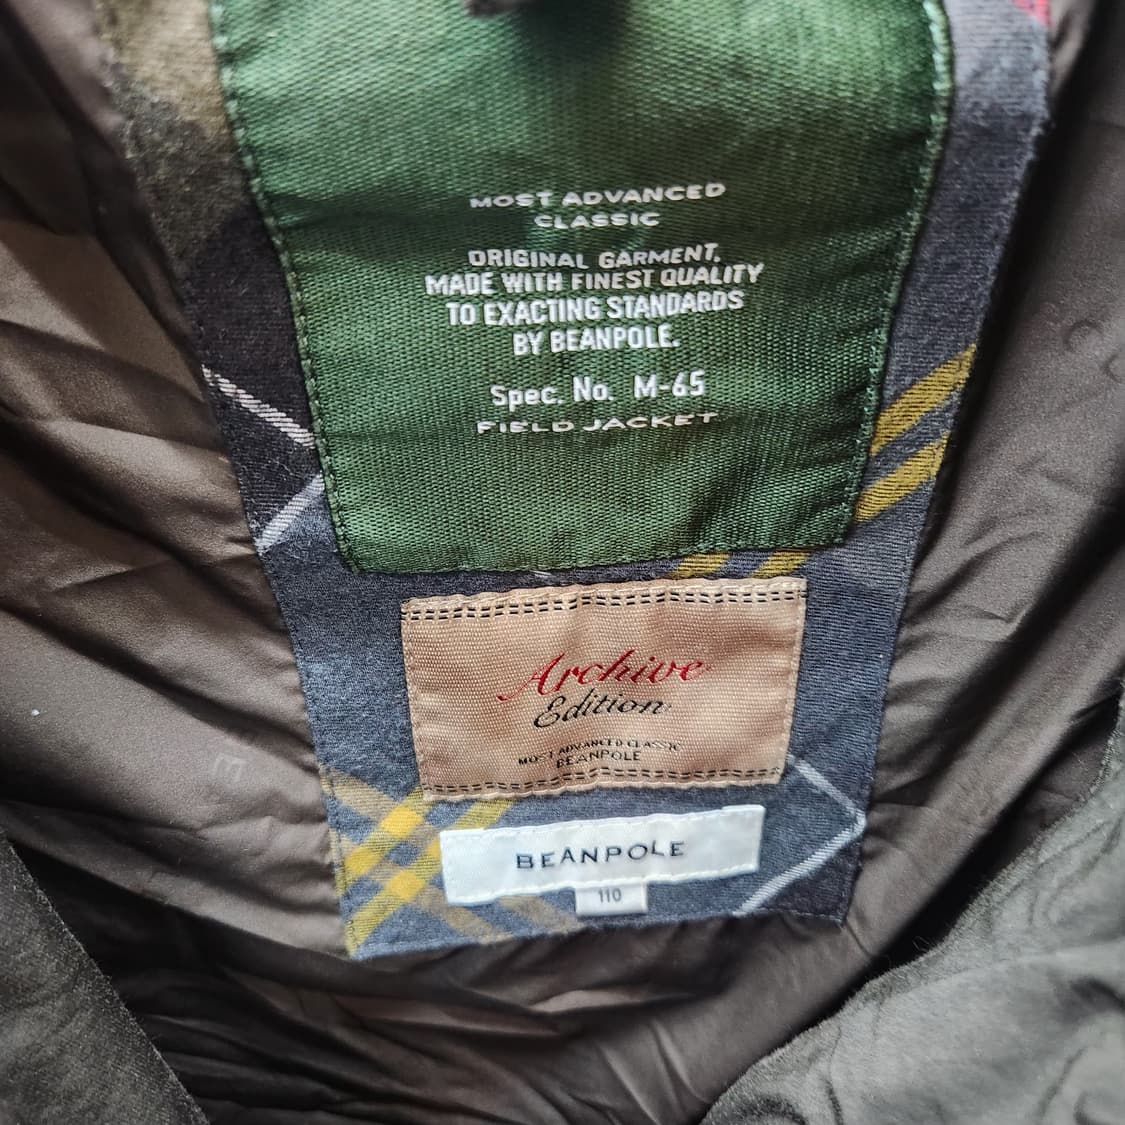 MOST ADVANCED
CLASSIC
ORIGINAL GARMENT,
MADE WITH FINEST QUALITY
TO EXACTING STANDARDS
BY BEANPOLE.
Spec. No. M-65
FIELD JACKET
Archive
Edition
MOST ADVANCED CLASSIC
BEANPOLE
BEANPOLE
110